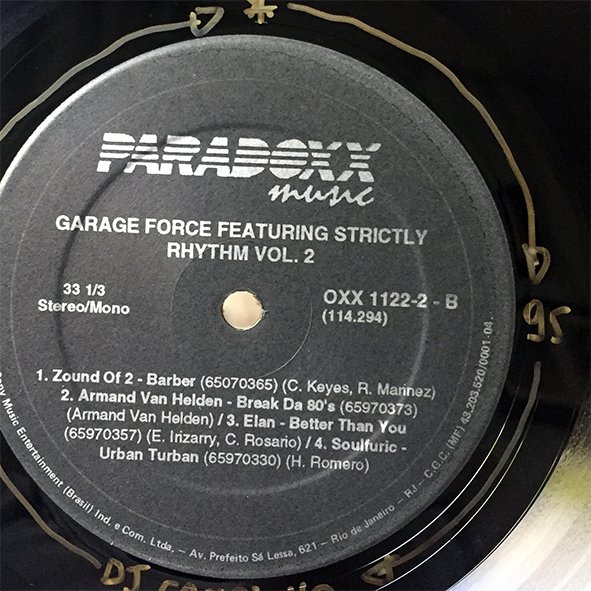 PARADOXX
music
GARAGE FORCE FEATURING STRICTLY
RHYTHM VOL. 2
33 1/3
Stereo/Mono
OXX 1122-2 - B
(114.294)
1. Zound Of 2 - Barber (65070365) (C. Keyes, R. Marinez)
2. Armand Van Helden - Break Da 80's (65970373)
(Armand Van Helden) / 3. Elan - Better Than You
(65970357) (E. Irizarry, C. Rosario) / 4. Soulfuric -
Urban Turban (65970330) (H. Romero)
Sony Music Entertainment (Brasil) Ind. e Com. Ltda, – Av. Prefeito Sá Lessa, 621 – Rio de Janeiro – RJ – C.G.C. (MF) 43.203.520/0001-04.
95
DJ